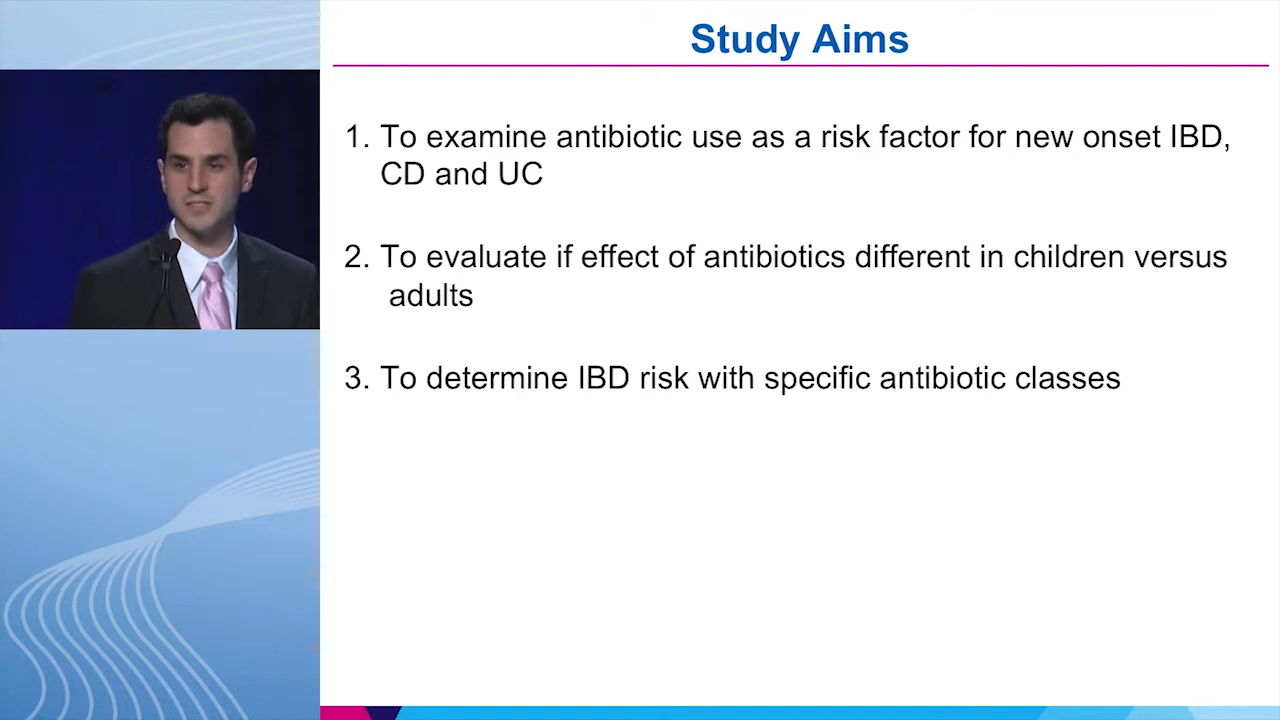 Study Aims
1. To examine antibiotic use as a risk factor for new onset IBD,
CD and UC
2. To evaluate if effect of antibiotics different in children versus
adults
3. To determine IBD risk with specific antibiotic classes